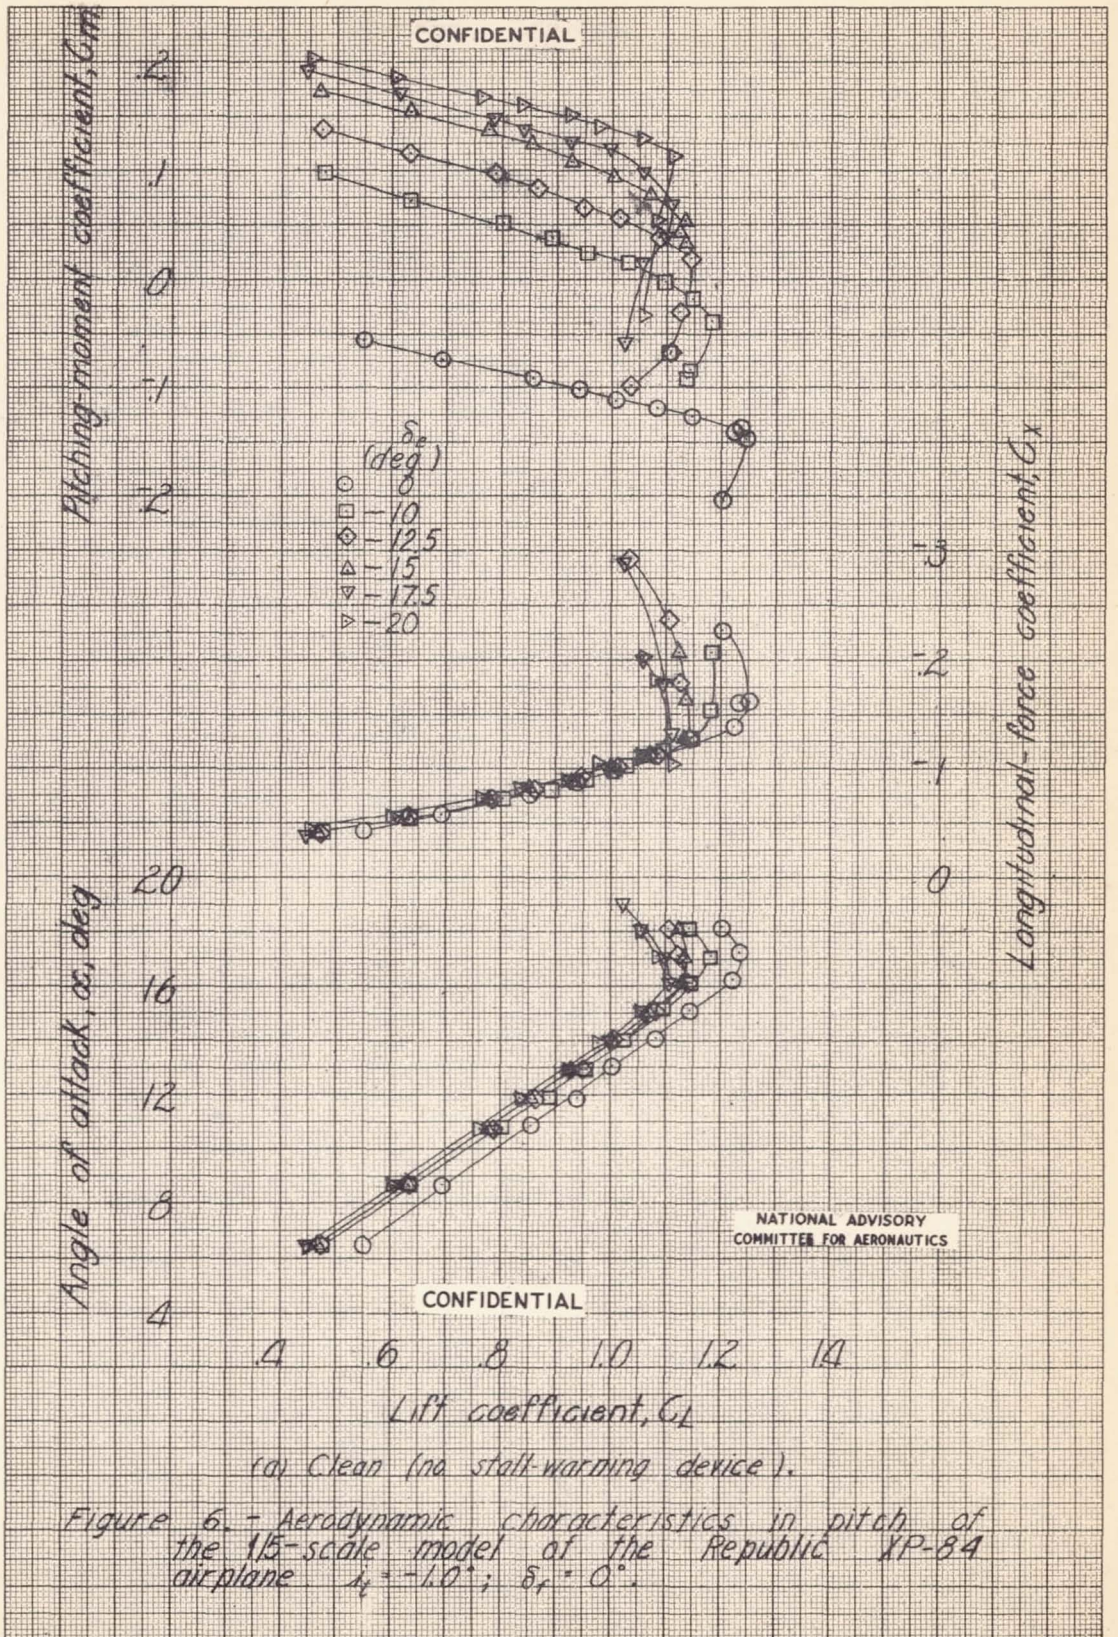 CONFIDENTIAL
Pitching-moment coefficient, Cm
.2
.1
0
-.1
-.2
δe
(deg.)
0
-10
-12.5
-15
-17.5
-20
Longitudinal-force coefficient, Cx
-.3
-.2
-.1
0
Angle of attack, α, deg
20
16
12
8
4
NATIONAL ADVISORY
COMMITTEE FOR AERONAUTICS
CONFIDENTIAL
.4 .6 .8 1.0 1.2 1.4
Lift coefficient, CL
(a) Clean (no stall-warning device).
Figure 6. - Aerodynamic characteristics in pitch of
the 1/5-scale model of the Republic XP-84
airplane. it = -1.0°; δf = 0°.